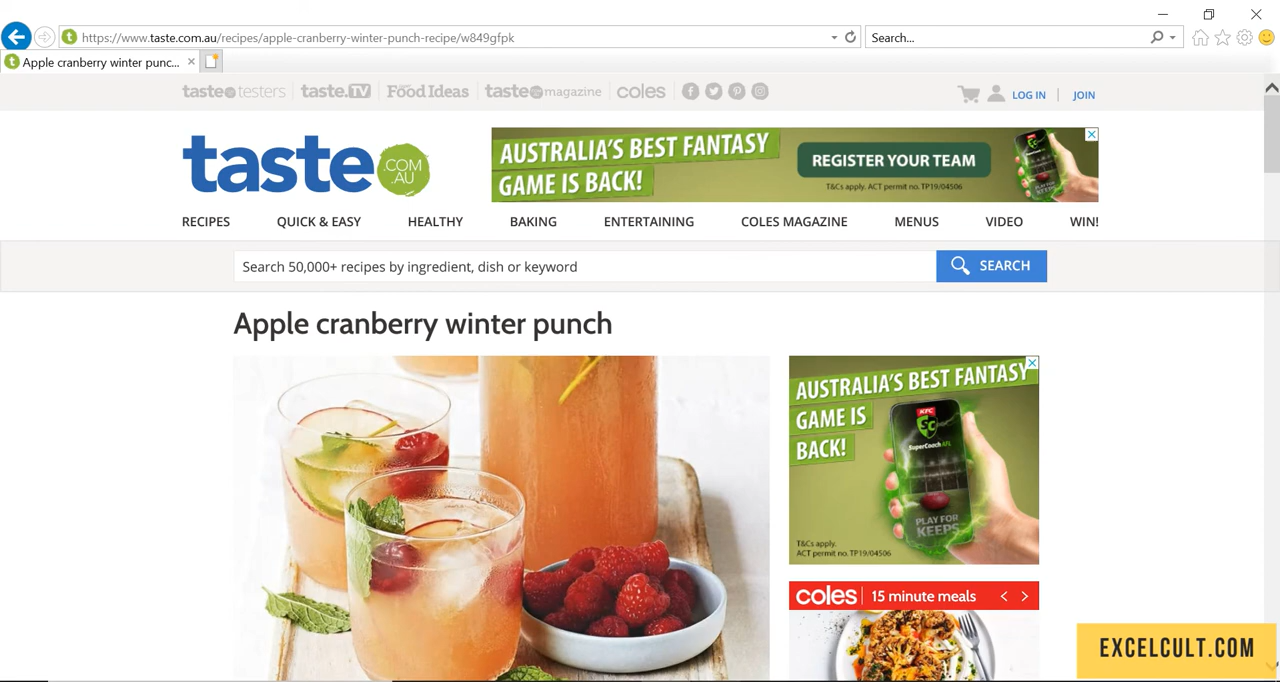 https://www.taste.com.au/recipes/apple-cranberry-winter-punch-recipe/w849gfpk
Search...
Apple cranberry winter punc...
taste testers
taste.TV
Food Ideas
taste magazine
coles
LOG IN
JOIN
taste .COM .AU
AUSTRALIA'S BEST FANTASY
GAME IS BACK!
REGISTER YOUR TEAM
T&Cs apply. ACT permit no. TP19/04506
RECIPES
QUICK & EASY
HEALTHY
BAKING
ENTERTAINING
COLES MAGAZINE
MENUS
VIDEO
WIN!
Search 50,000+ recipes by ingredient, dish or keyword
SEARCH
Apple cranberry winter punch
AUSTRALIA'S BEST FANTASY
GAME IS
BACK!
KFC
SC
SuperCoach AFL
PLAY FOR
KEEPS
T&Cs apply.
ACT permit no. TP19/04506
coles
15 minute meals
EXCELCULT.COM